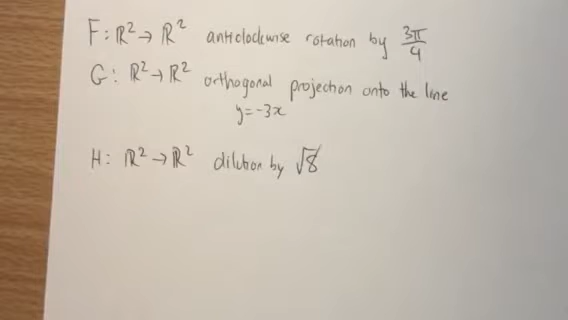 F: ℝ² → ℝ² anticlockwise rotation by 3π/4
G: ℝ² → ℝ² orthogonal projection onto the line
y=-3x
H: ℝ² → ℝ² dilution by √8